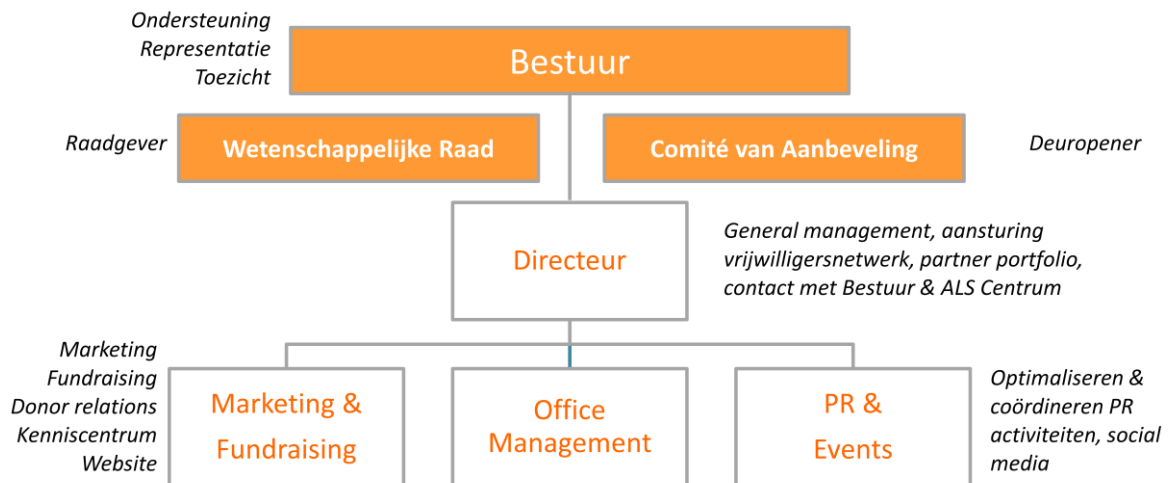 Ondersteuning
Representatie
Toezicht
Bestuur
Raadgever
Wetenschappelijke Raad
Comité van Aanbeveling
Deuropener
Directeur
General management, aansturing
vrijwilligersnetwerk, partner portfolio,
contact met Bestuur & ALS Centrum
Marketing
Fundraising
Donor relations
Kenniscentrum
Website
Marketing &
Fundraising
Office
Management
PR &
Events
Optimaliseren &
coördineren PR
activiteiten, social
media